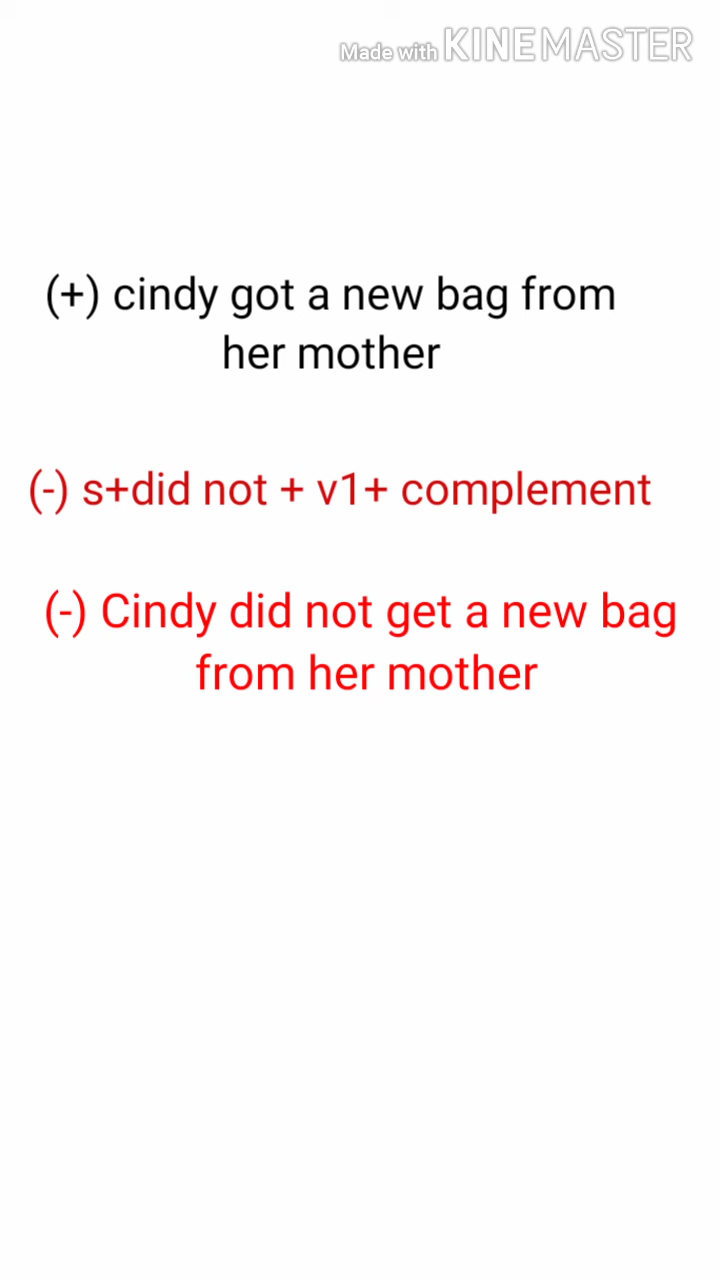 Made with KINEMASTER
(+) cindy got a new bag from
her mother
(-) s+did not + v1+ complement
(-) Cindy did not get a new bag
from her mother